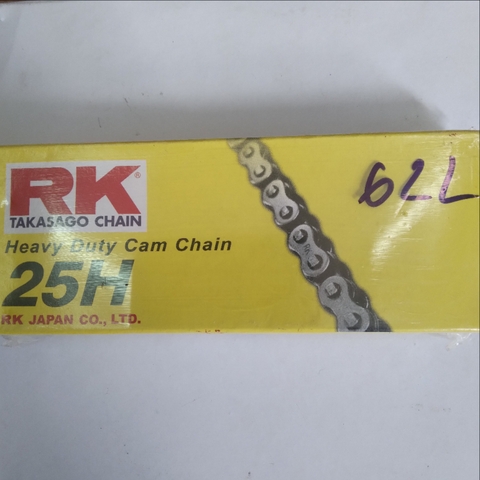 RK®
TAKASAGO CHAIN
Heavy Duty Cam Chain
25H
RK JAPAN CO., LTD.
62L